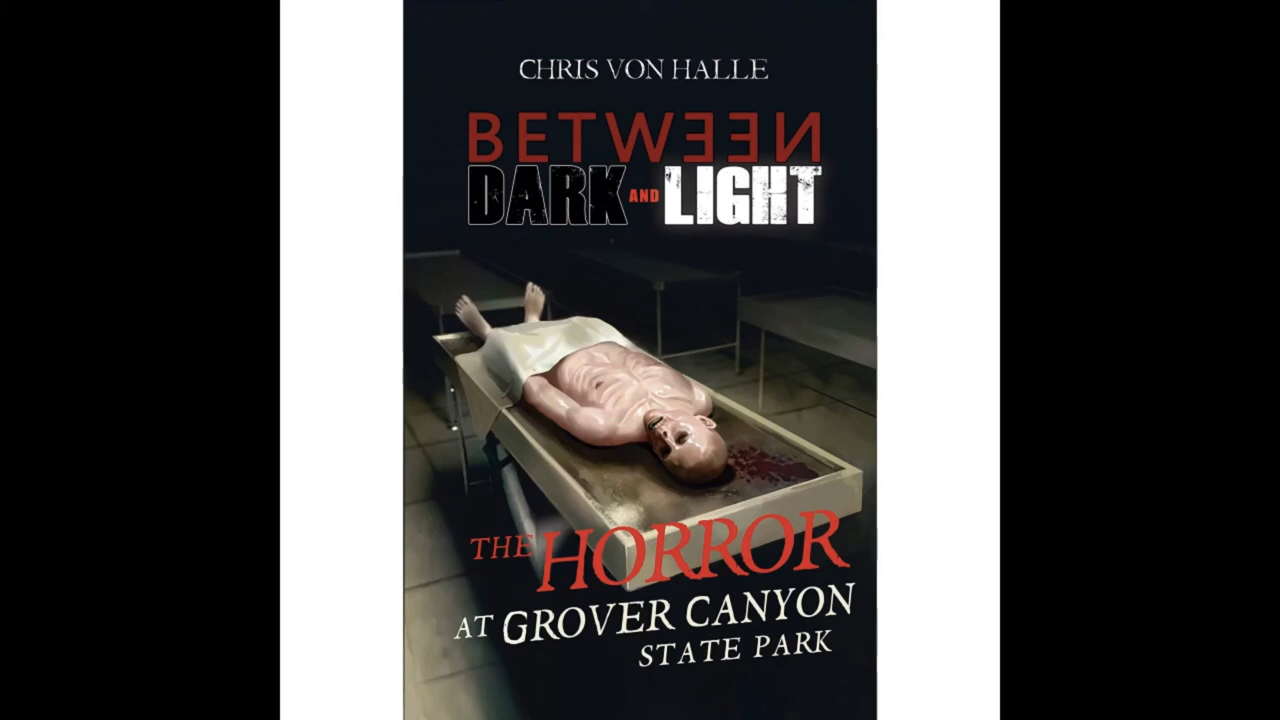 CHRIS VON HALLE
BETWEEN
DARK AND LIGHT
THE HORROR
AT GROVER CANYON
STATE PARK